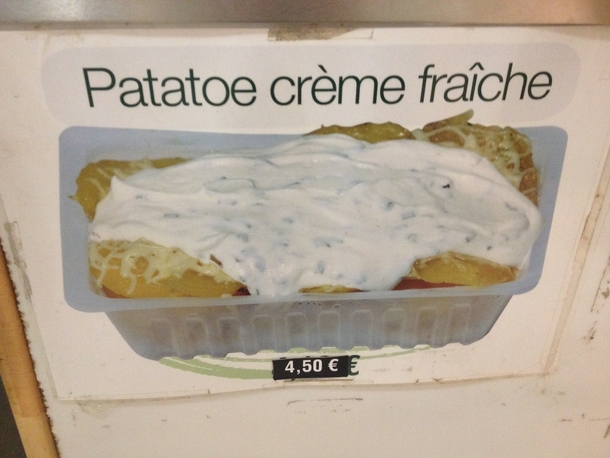 Patatoe crème fraîche
4,50 € €